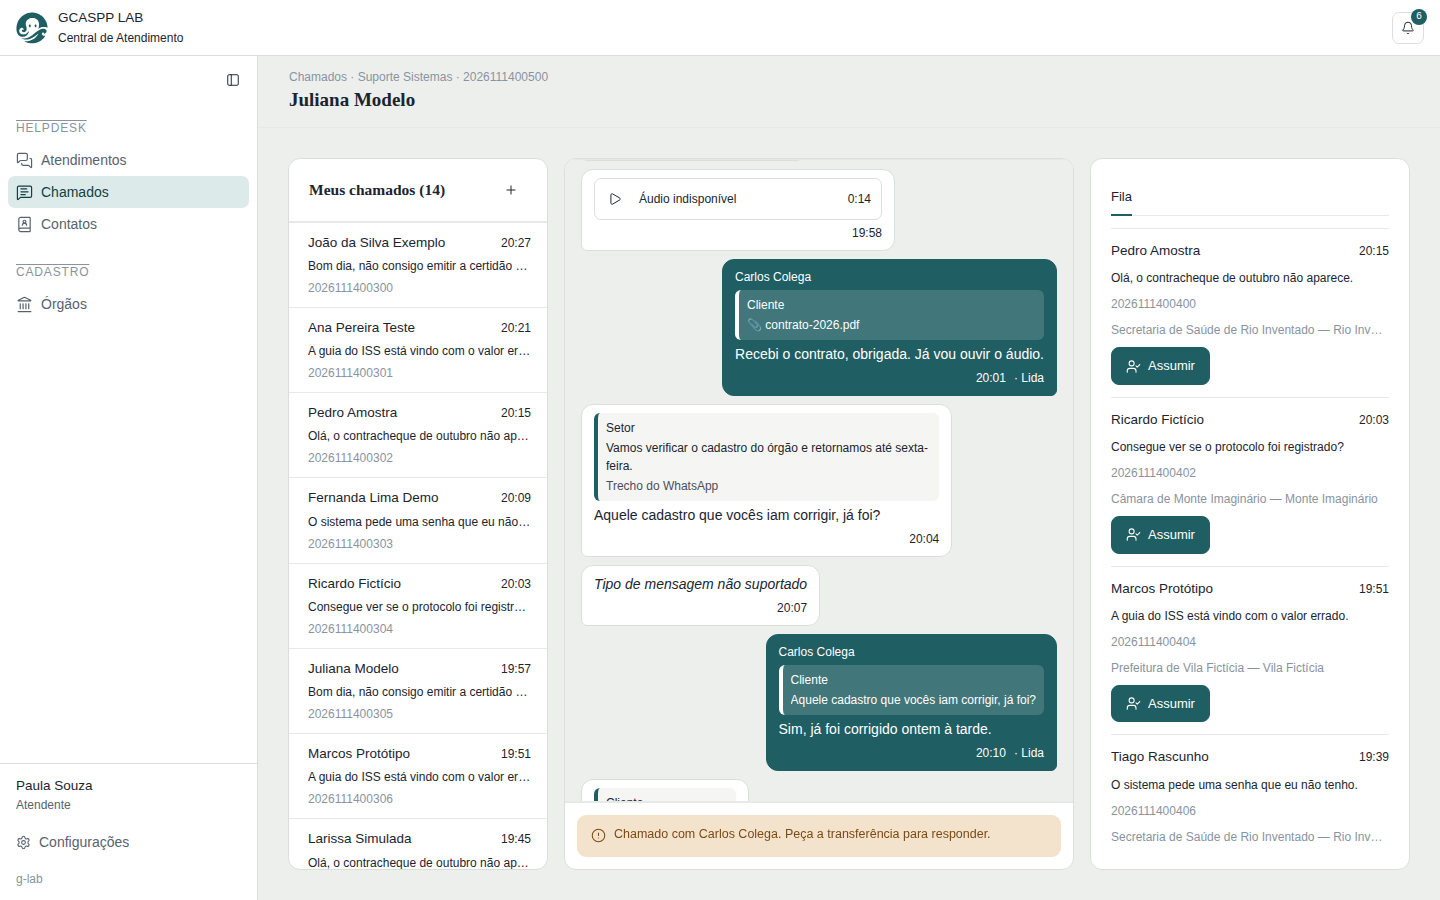 GCASPP LAB
Central de Atendimento
6
HELPDESK
Atendimentos
Chamados
Contatos
CADASTRO
Órgãos
Paula Souza
Atendente
Configurações
g-lab
Chamados · Suporte Sistemas · 2026111400500
Juliana Modelo
Meus chamados (14)
João da Silva Exemplo 20:27
Bom dia, não consigo emitir a certidão …
2026111400300
Ana Pereira Teste 20:21
A guia do ISS está vindo com o valor er…
2026111400301
Pedro Amostra 20:15
Olá, o contracheque de outubro não ap…
2026111400302
Fernanda Lima Demo 20:09
O sistema pede uma senha que eu não…
2026111400303
Ricardo Fictício 20:03
Consegue ver se o protocolo foi registr…
2026111400304
Juliana Modelo 19:57
Bom dia, não consigo emitir a certidão …
2026111400305
Marcos Protótipo 19:51
A guia do ISS está vindo com o valor er…
2026111400306
Larissa Simulada 19:45
Olá, o contracheque de outubro não ap…
Áudio indisponível 0:14
19:58
Carlos Colega
Cliente
📎 contrato-2026.pdf
Recebi o contrato, obrigada. Já vou ouvir o áudio.
20:01 · Lida
Setor
Vamos verificar o cadastro do órgão e retornamos até sexta-
feira.
Trecho do WhatsApp
Aquele cadastro que vocês iam corrigir, já foi?
20:04
Tipo de mensagem não suportado
20:07
Carlos Colega
Cliente
Aquele cadastro que vocês iam corrigir, já foi?
Sim, já foi corrigido ontem à tarde.
20:10 · Lida
Cliente
Chamado com Carlos Colega. Peça a transferência para responder.
Fila
Pedro Amostra 20:15
Olá, o contracheque de outubro não aparece.
2026111400400
Secretaria de Saúde de Rio Inventado — Rio Inv…
Assumir
Ricardo Fictício 20:03
Consegue ver se o protocolo foi registrado?
2026111400402
Câmara de Monte Imaginário — Monte Imaginário
Assumir
Marcos Protótipo 19:51
A guia do ISS está vindo com o valor errado.
2026111400404
Prefeitura de Vila Fictícia — Vila Fictícia
Assumir
Tiago Rascunho 19:39
O sistema pede uma senha que eu não tenho.
2026111400406
Secretaria de Saúde de Rio Inventado — Rio Inv…